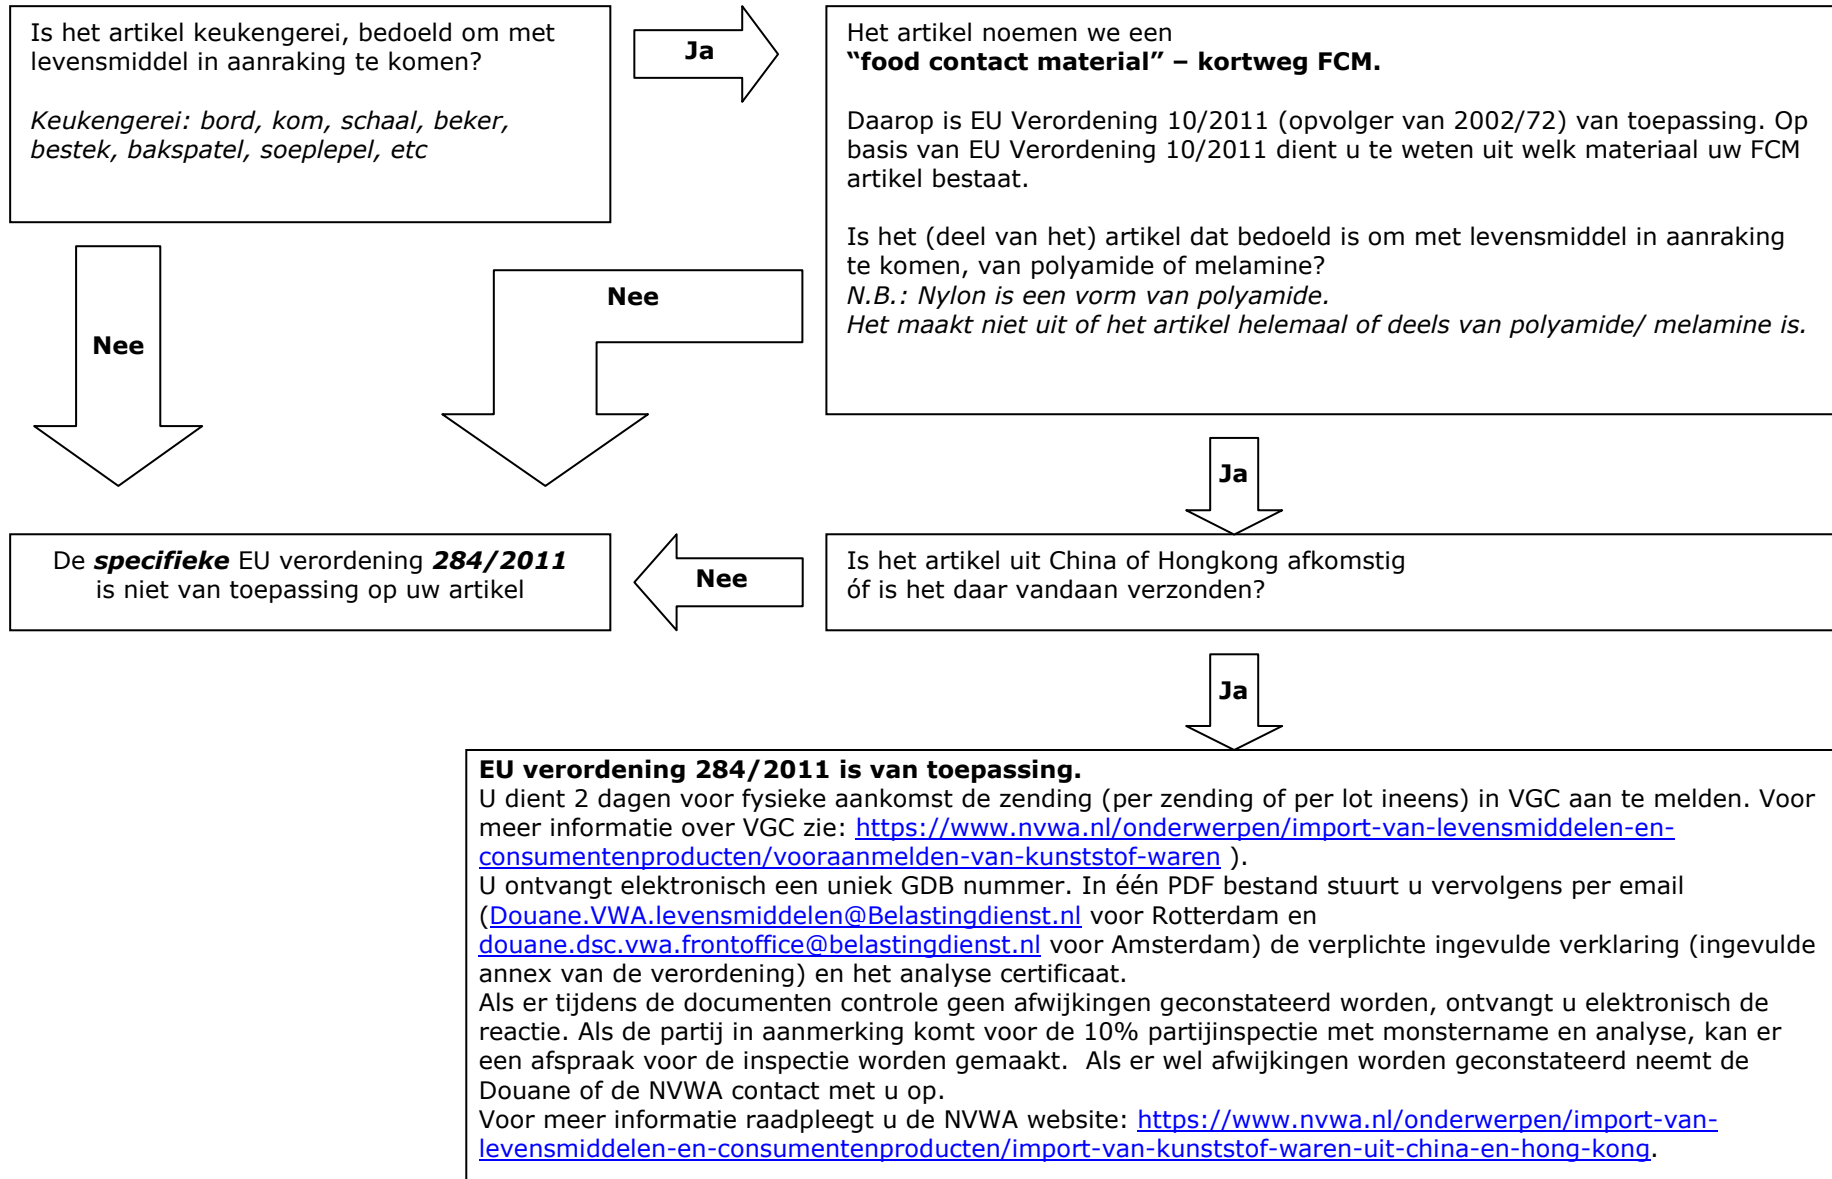 Is het artikel keukengerei, bedoeld om met
levensmiddel in aanraking te komen?
Keukengerei: bord, kom, schaal, beker,
bestek, bakspatel, soeplepel, etc
Ja
Het artikel noemen we een
“food contact material” – kortweg FCM.
Daarop is EU Verordening 10/2011 (opvolger van 2002/72) van toepassing. Op
basis van EU Verordening 10/2011 dient u te weten uit welk materiaal uw FCM
artikel bestaat.
Is het (deel van het) artikel dat bedoeld is om met levensmiddel in aanraking
te komen, van polyamide of melamine?
N.B.: Nylon is een vorm van polyamide.
Het maakt niet uit of het artikel helemaal of deels van polyamide/ melamine is.
Nee
Nee
Ja
De specifieke EU verordening 284/2011
is niet van toepassing op uw artikel
Nee
Is het artikel uit China of Hongkong afkomstig
óf is het daar vandaan verzonden?
Ja
EU verordening 284/2011 is van toepassing.
U dient 2 dagen voor fysieke aankomst de zending (per zending of per lot ineens) in VGC aan te melden. Voor
meer informatie over VGC zie: https://www.nvwa.nl/onderwerpen/import-van-levensmiddelen-en-
consumentenproducten/vooraanmelden-van-kunststof-waren ).
U ontvangt elektronisch een uniek GDB nummer. In één PDF bestand stuurt u vervolgens per email
(Douane.VWA.levensmiddelen@Belastingdienst.nl voor Rotterdam en
douane.dsc.vwa.frontoffice@belastingdienst.nl voor Amsterdam) de verplichte ingevulde verklaring (ingevulde
annex van de verordening) en het analyse certificaat.
Als er tijdens de documenten controle geen afwijkingen geconstateerd worden, ontvangt u elektronisch de
reactie. Als de partij in aanmerking komt voor de 10% partijinspectie met monstername en analyse, kan er
een afspraak voor de inspectie worden gemaakt.  Als er wel afwijkingen worden geconstateerd neemt de
Douane of de NVWA contact met u op.
Voor meer informatie raadpleegt u de NVWA website: https://www.nvwa.nl/onderwerpen/import-van-
levensmiddelen-en-consumentenproducten/import-van-kunststof-waren-uit-china-en-hong-kong.